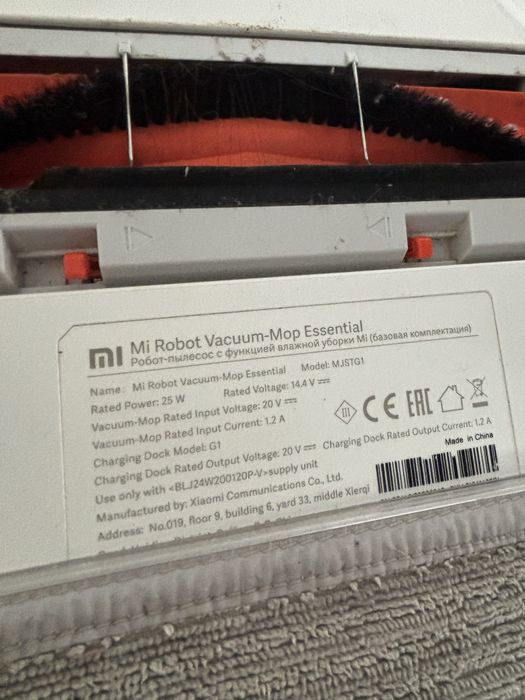 mi Mi Robot Vacuum-Mop Essential
Робот-пылесос с функцией влажной уборки Mi (базовая комплектация)
Name: Mi Robot Vacuum-Mop Essential Model: MJSTG1
Rated Power: 25 W Rated Voltage: 14,4 V ⎓
Vacuum-Mop Rated Input Voltage: 20 V ⎓
Vacuum-Mop Rated Input Current: 1.2 A
Charging Dock Model: G1
Charging Dock Rated Output Voltage: 20 V ⎓ Charging Dock Rated Output Current: 1.2 A
Use only with <BLJ24W200120P-V>supply unit
Manufactured by: Xiaomi Communications Co., Ltd.
Address: No.019, floor 9, building 6, yard 33, middle Xierqi
III CE EAC
Made in China